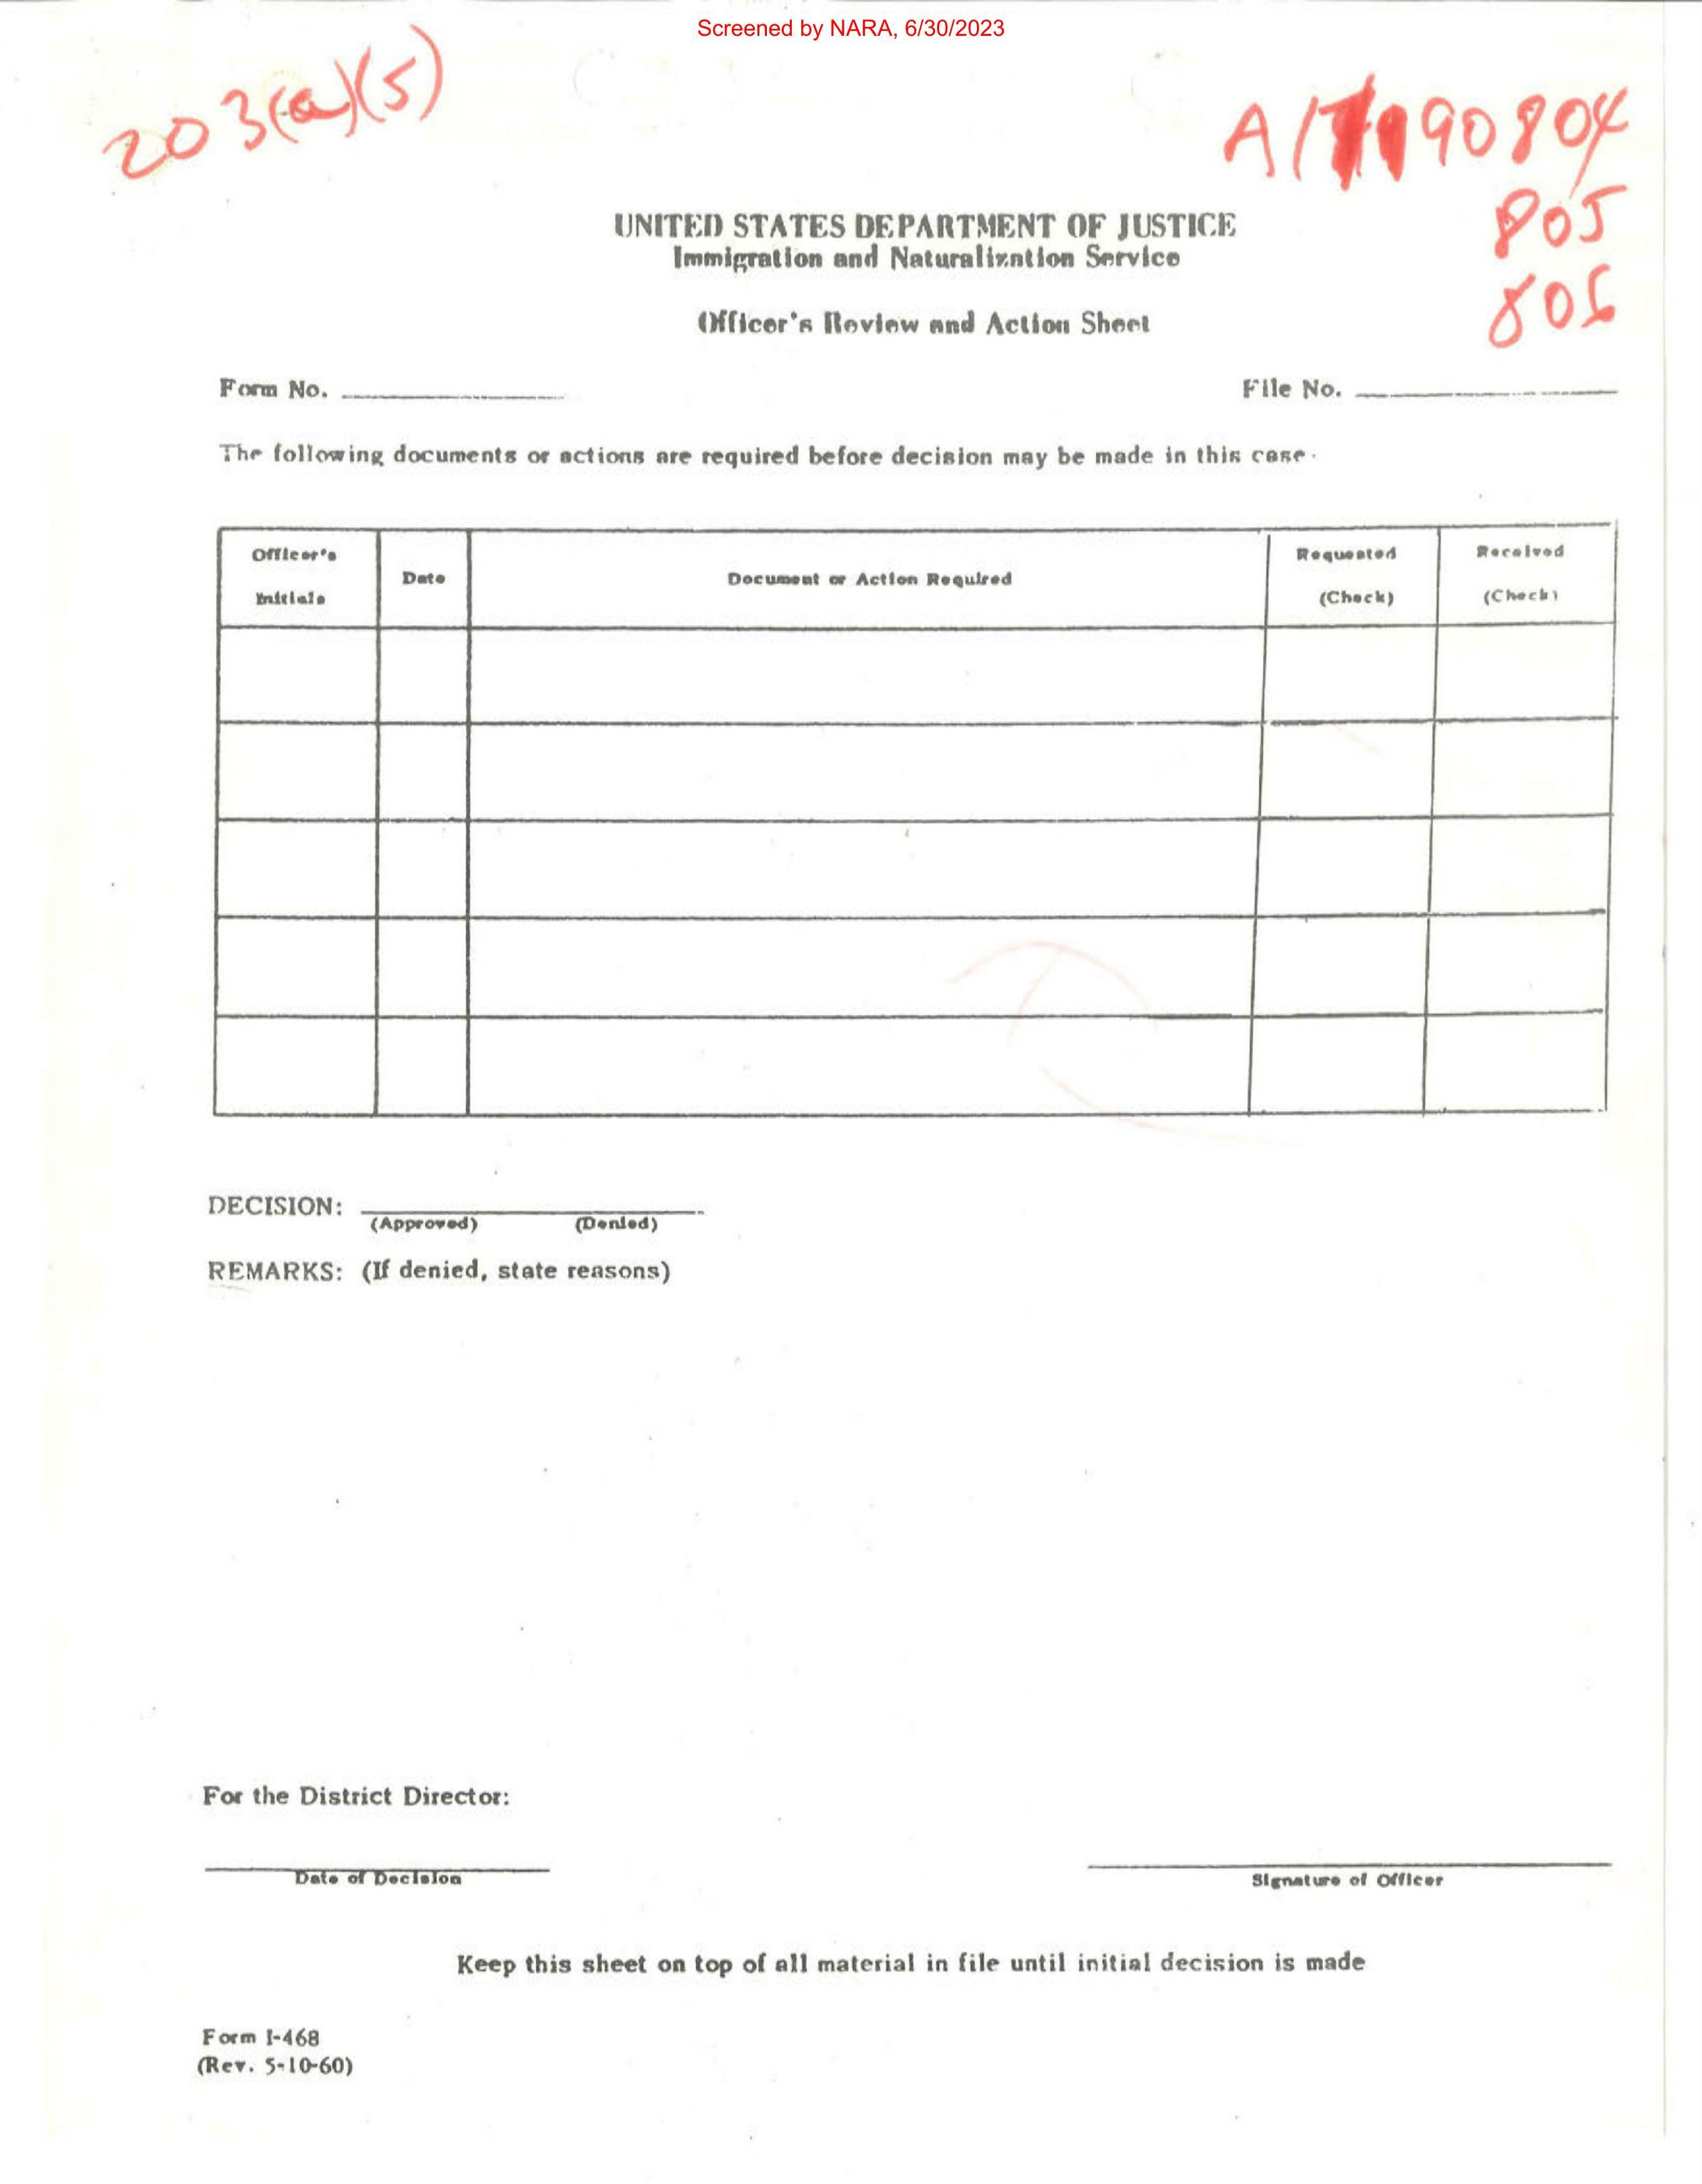 Screened by NARA, 6/30/2023
203(a)(5)
90804
805
806
UNITED STATES DEPARTMENT OF JUSTICE
Immigration and Naturalization Service
Officer's Review and Action Sheet
Form No.
File No.
The following documents or actions are required before decision may be made in this case.
Officer's Initials
Date
Document or Action Required
Requested (Check)
Received (Check)
DECISION:
(Approved) (Denied)
REMARKS: (If denied, state reasons)
For the District Director:
Date of Decision
Signature of Officer
Keep this sheet on top of all material in file until initial decision is made
Form I-468
(Rev. 5-10-60)